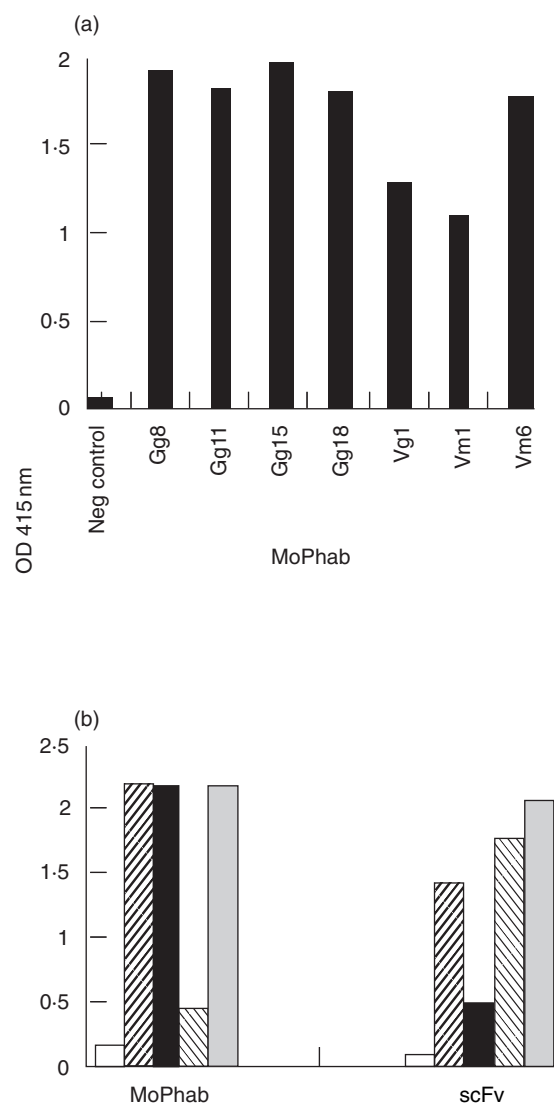 (a)
2
1·5
1
0·5
0
OD 415 nm
Neg control
Gg8
Gg11
Gg15
Gg18
Vg1
Vm1
Vm6
MoPhab
(b)
2·5
2
1·5
1
0·5
0
MoPhab scFv